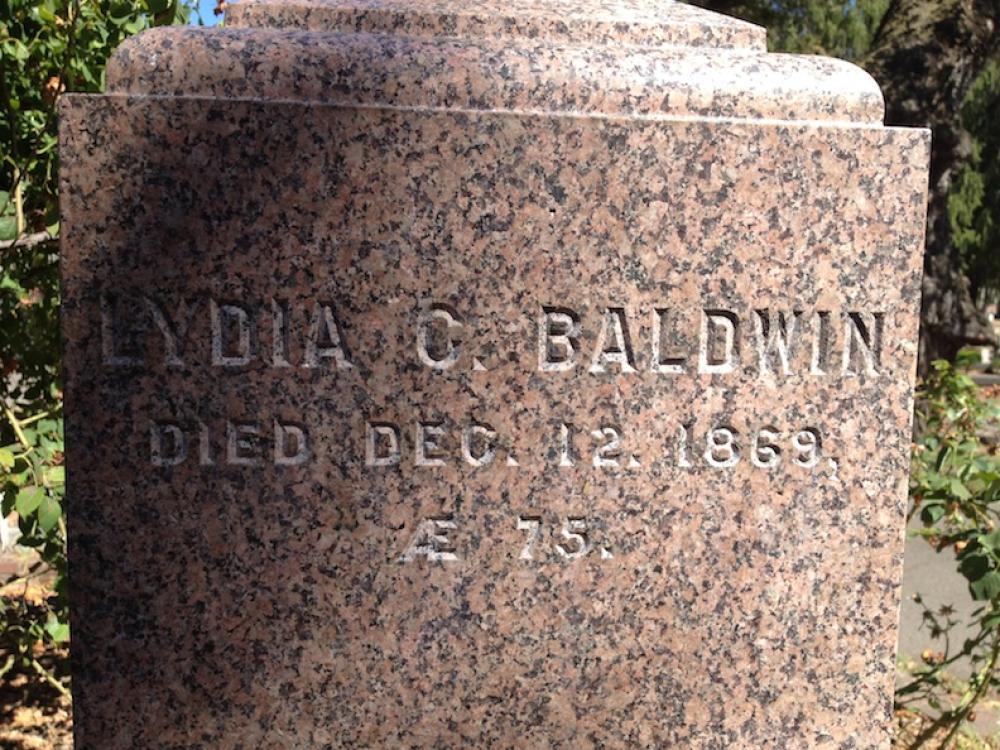 LYDIA C. BALDWIN
DIED DEC. 12. 1869,
Æ 75.